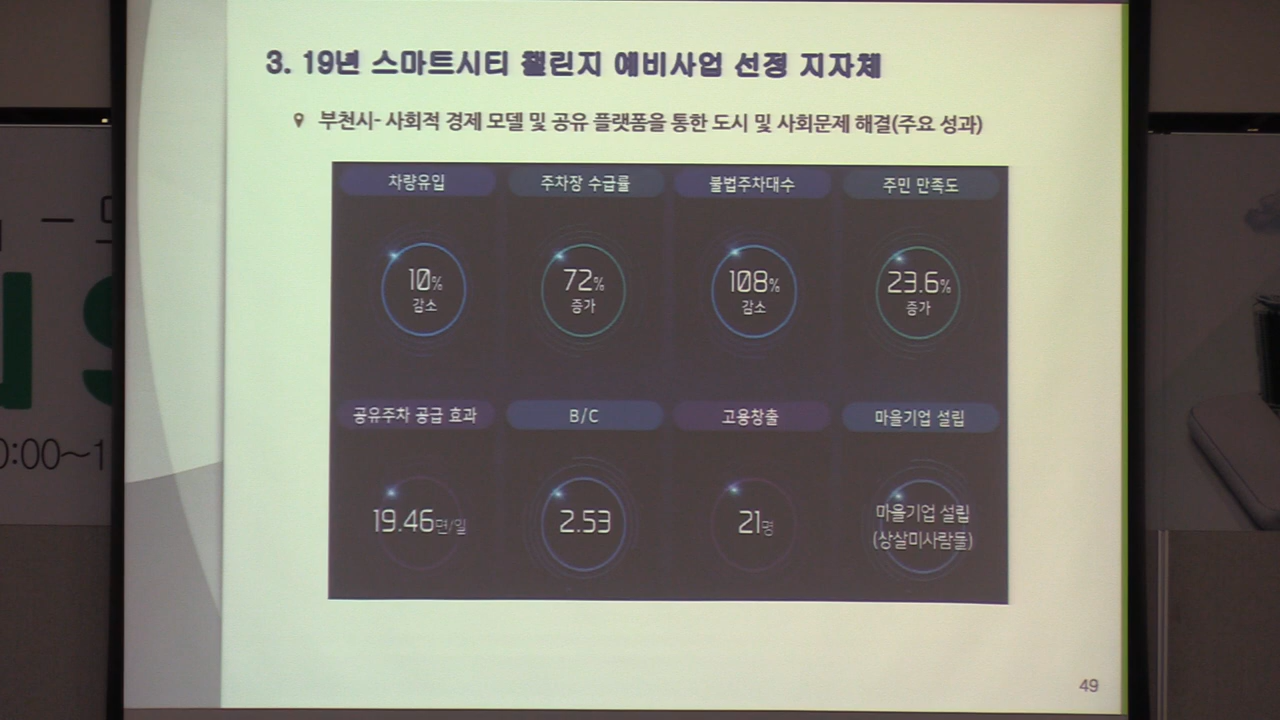 3. 19년 스마트시티 챌린지 예비사업 선정 지자체
부천시- 사회적 경제 모델 및 공유 플랫폼을 통한 도시 및 사회문제 해결(주요 성과)
차량유입
주차장 수급률
불법주차대수
주민 만족도
10%
감소
72%
증가
108%
감소
23.6%
증가
공유주차 공급 효과
B/C
고용창출
마을기업 설립
19.46면/일
2.53
21명
마을기업 설립
(상살미사람들)
0:00~1
49